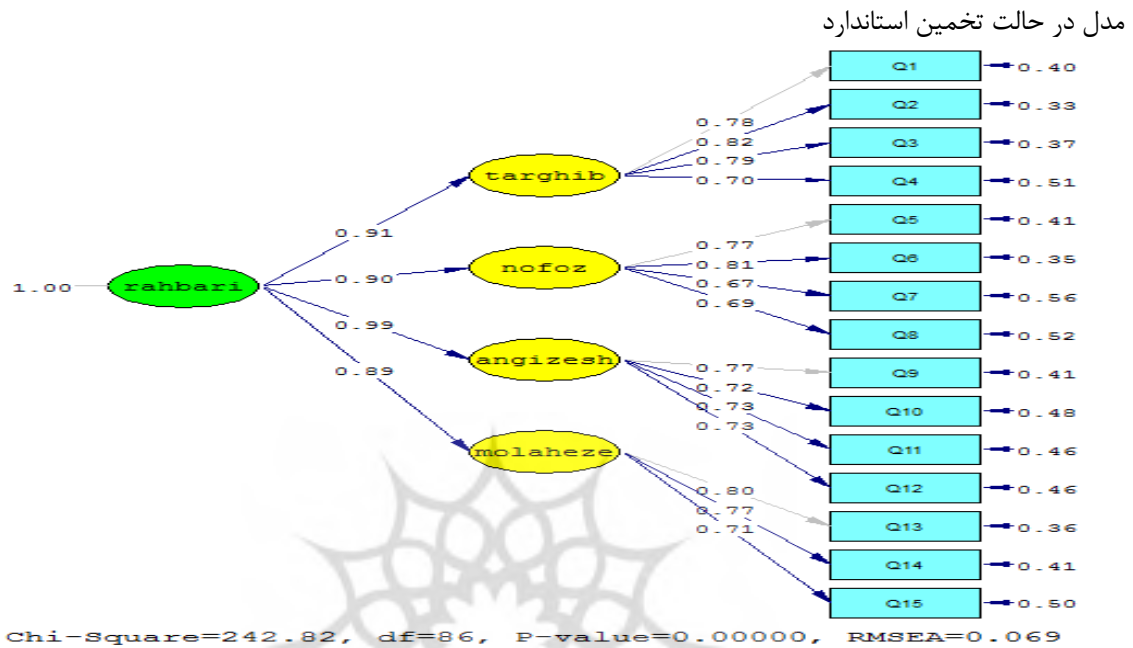 مدل در حالت تخمین استاندارد
Q1 0.40
Q2 0.33
0.78
0.82
Q3 0.37
0.79
targhib
0.70
Q4 0.51
Q5 0.41
0.91
0.77
nofoz
Q6 0.35
0.90
0.81
1.00 rahbari
0.67
Q7 0.56
0.69
0.99
Q8 0.52
angizesh
0.77
Q9 0.41
0.89
0.72
0.73
Q10 0.48
0.73
Q11 0.46
molaheze
Q12 0.46
0.80
0.77
Q13 0.36
0.71
Q14 0.41
Q15 0.50
Chi-Square=242.82, df=86, P-value=0.00000, RMSEA=0.069